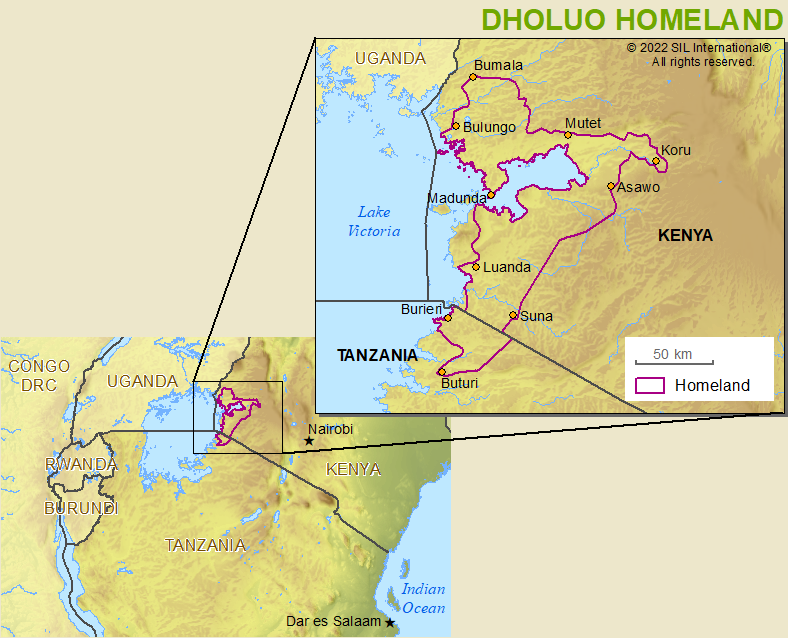 DHOLUO HOMELAND
© 2022 SIL International®
All rights reserved.
UGANDA
Bumala
Bulungo
Mutet
Koru
Asawo
Madunda
Lake
Victoria
KENYA
Luanda
Burieri
Suna
TANZANIA
50 km
Buturi
Homeland
CONGO
DRC
UGANDA
Nairobi
RWANDA
KENYA
BURUNDI
TANZANIA
Indian
Ocean
Dar es Salaam